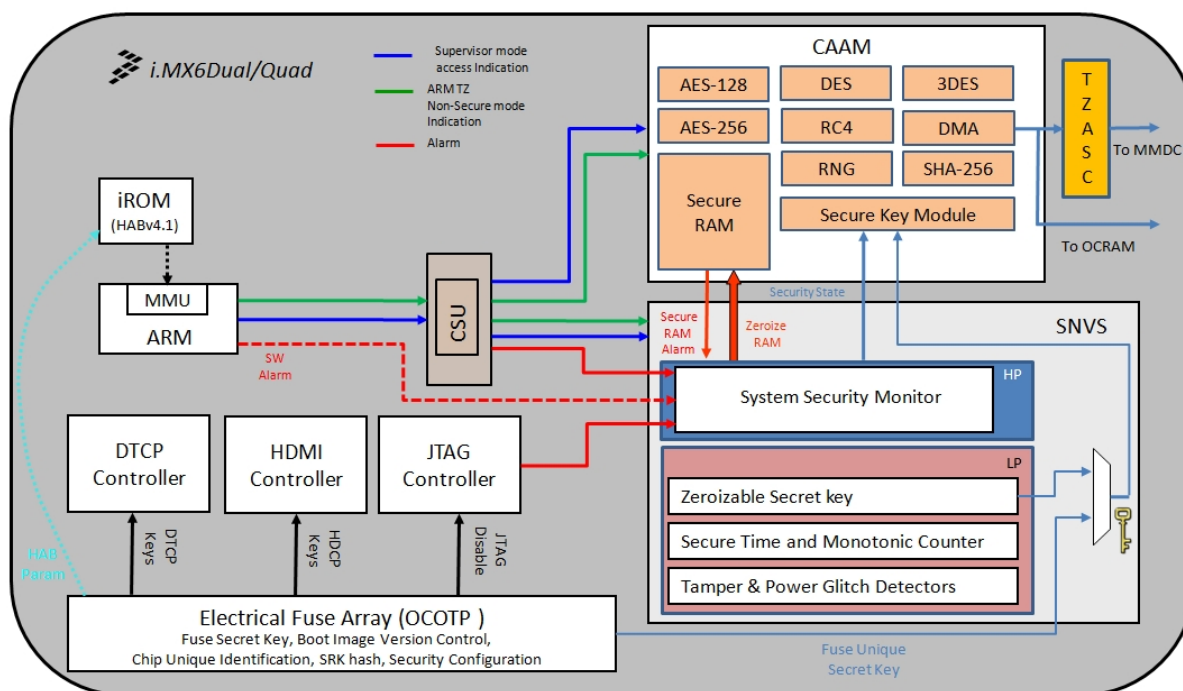 i.MX6Dual/Quad
Supervisor mode
access Indication
ARM TZ
Non-Secure mode
Indication
Alarm
CAAM
AES-128
DES
3DES
AES-256
RC4
DMA
RNG
SHA-256
Secure
RAM
Secure Key Module
TZASC
To MMDC
To OCRAM
iROM
(HABv4.1)
MMU
ARM
CSU
SW
Alarm
Secure
RAM
Alarm
Zeroize
RAM
Security State
SNVS
HP
System Security Monitor
LP
Zeroizable Secret key
Secure Time and Monotonic Counter
Tamper & Power Glitch Detectors
DTCP
Controller
HDMI
Controller
JTAG
Controller
DTCP
Keys
HDCP
Keys
JTAG
Disable
HAB
Param
Electrical Fuse Array (OCOTP )
Fuse Secret Key, Boot Image Version Control,
Chip Unique Identification, SRK hash, Security Configuration
Fuse Unique
Secret Key